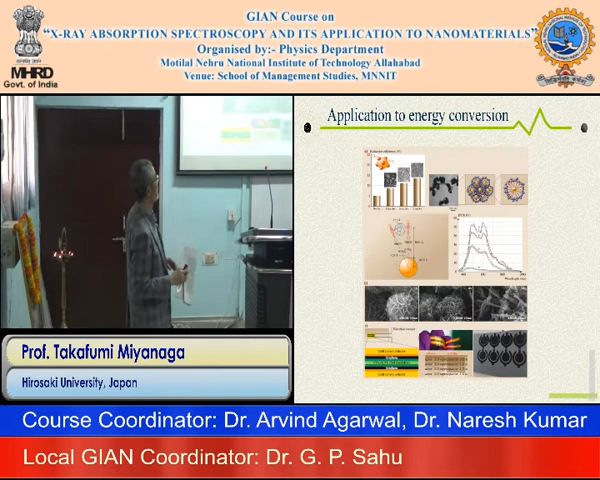 GIAN Course on
“X-RAY ABSORPTION SPECTROSCOPY AND ITS APPLICATION TO NANOMATERIALS”
Organised by:- Physics Department
Motilal Nehru National Institute of Technology Allahabad
Venue: School of Management Studies, MNNIT
MHRD
Govt. of India
Application to energy conversion
Prof. Takafumi Miyanaga
Hirosaki University, Japan
Course Coordinator: Dr. Arvind Agarwal, Dr. Naresh Kumar
Local GIAN Coordinator: Dr. G. P. Sahu